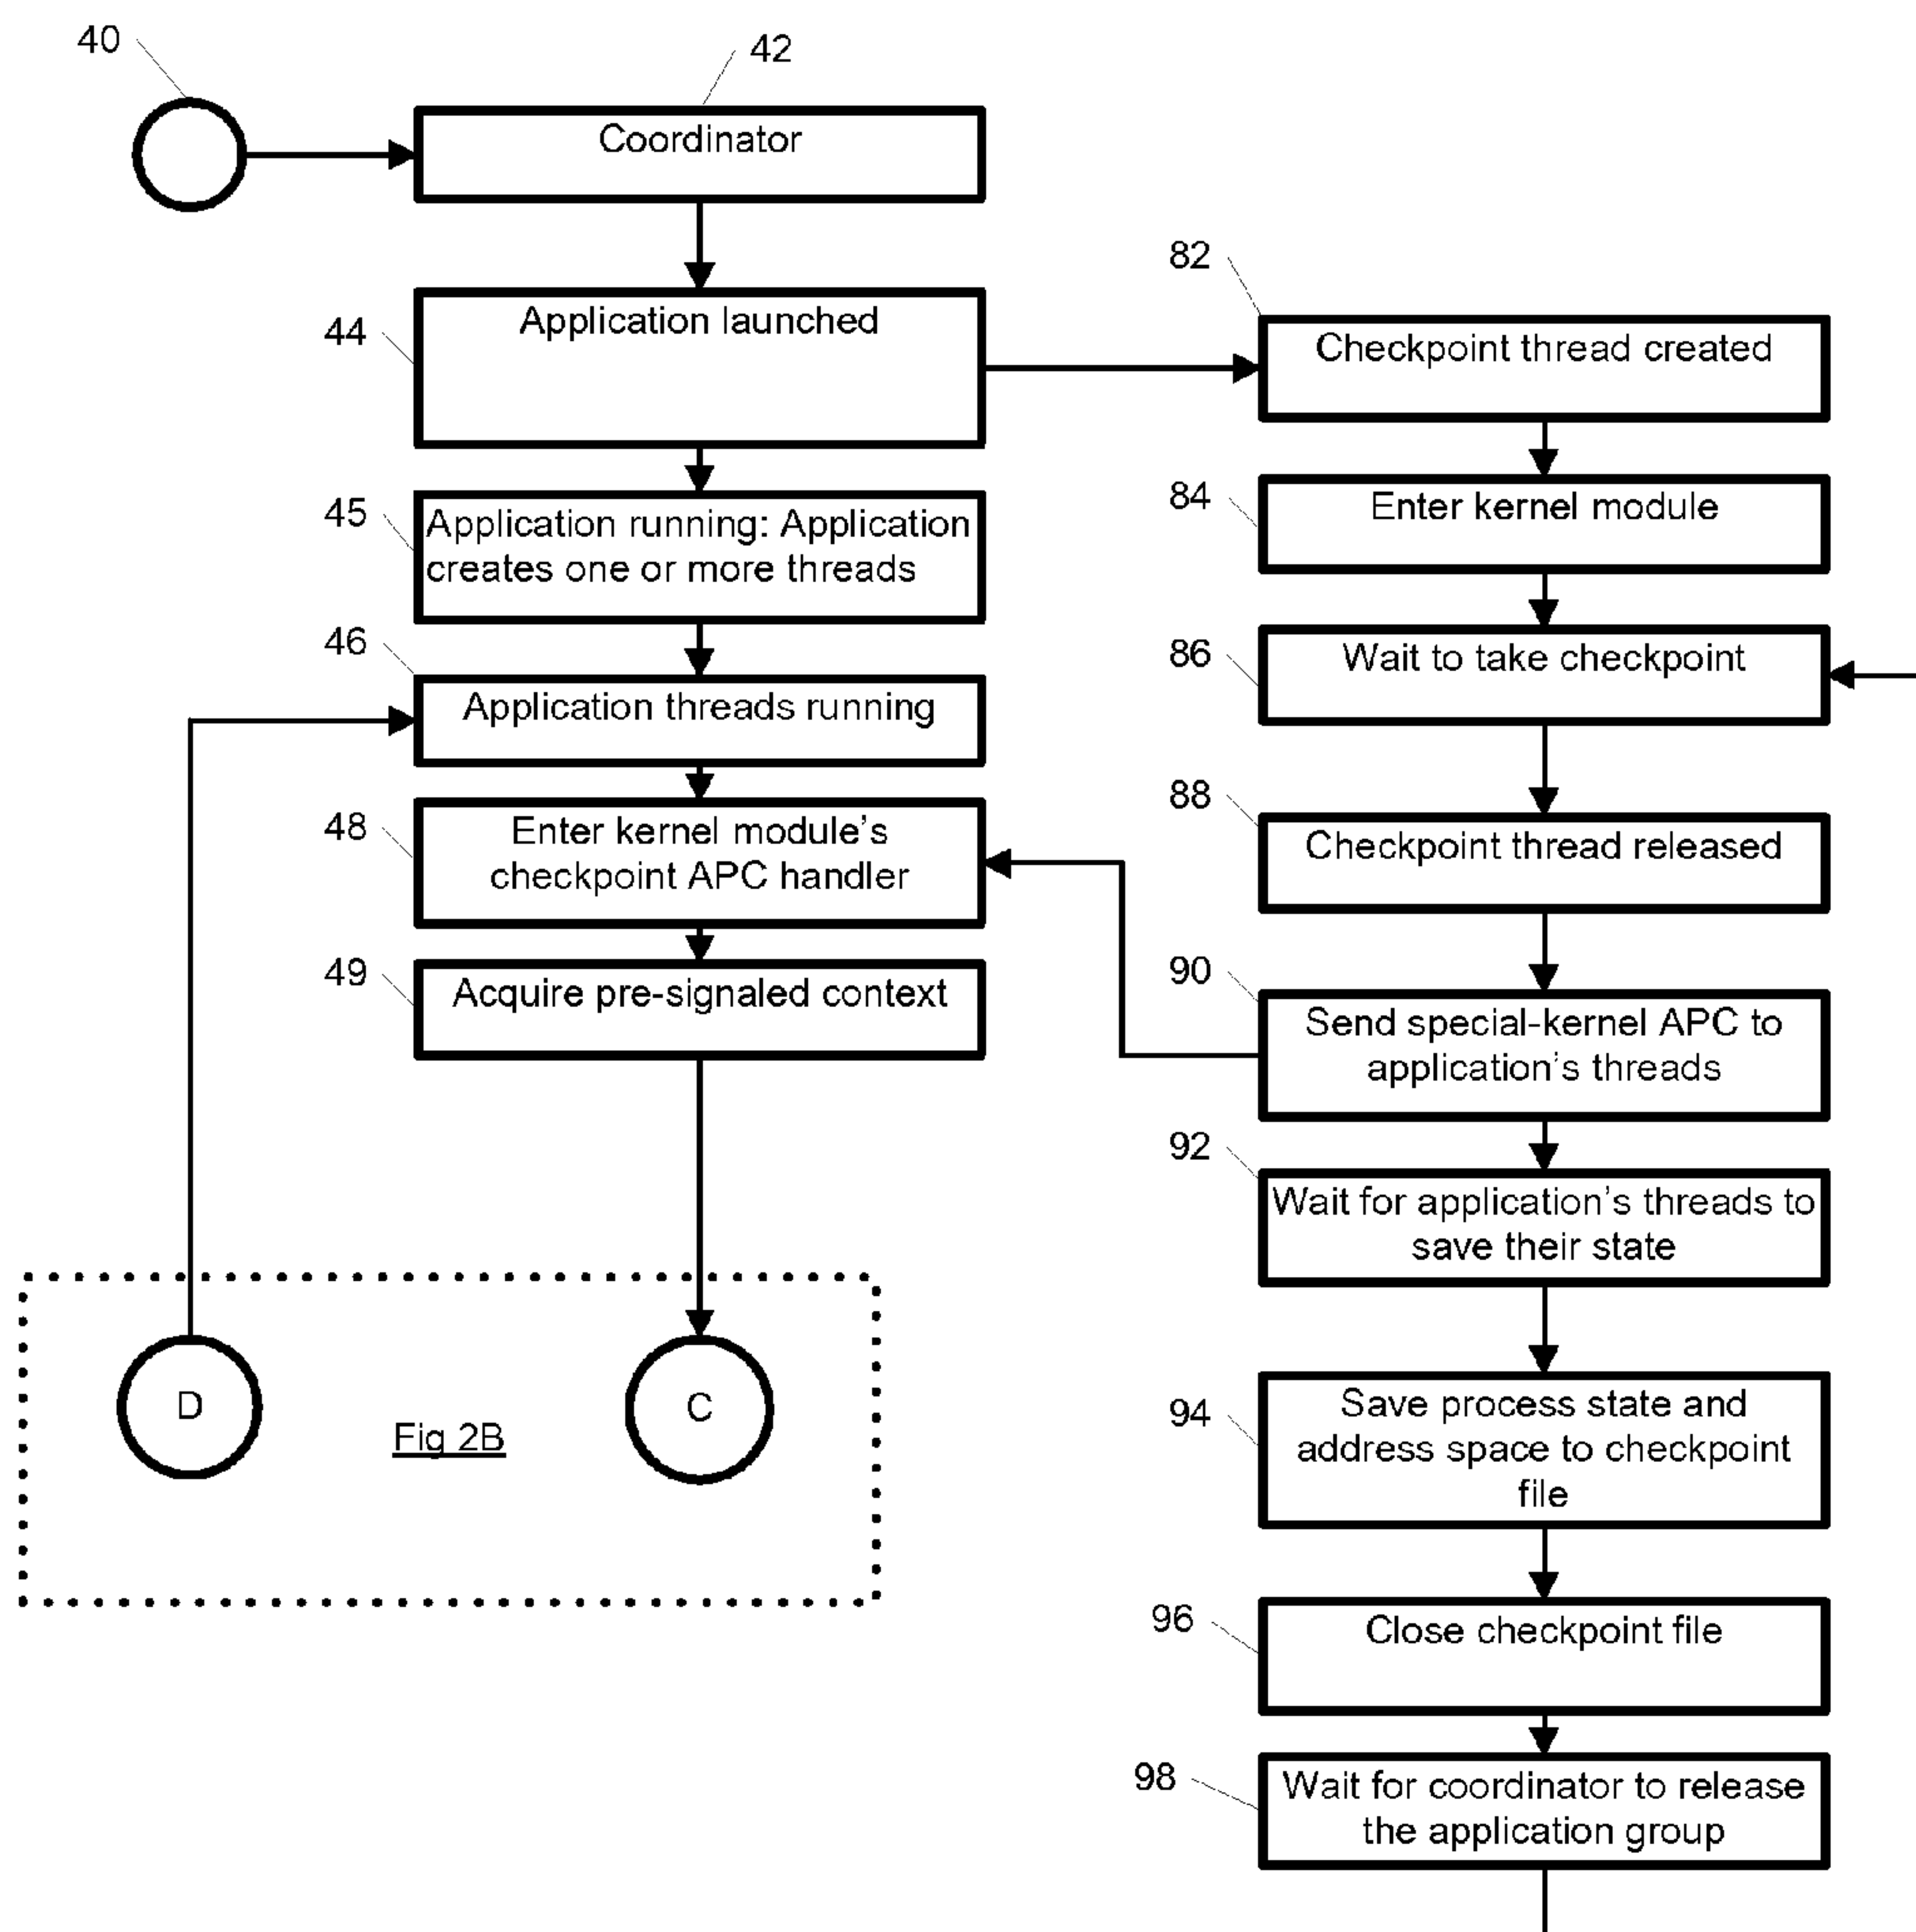 40
42
Coordinator
44
Application launched
45
Application running: Application
creates one or more threads
46
Application threads running
48
Enter kernel module's
checkpoint APC handler
49
Acquire pre-signaled context
D
Fig 2B
C
82
Checkpoint thread created
84
Enter kernel module
86
Wait to take checkpoint
88
Checkpoint thread released
90
Send special-kernel APC to
application's threads
92
Wait for application's threads to
save their state
94
Save process state and
address space to checkpoint
file
96
Close checkpoint file
98
Wait for coordinator to release
the application group